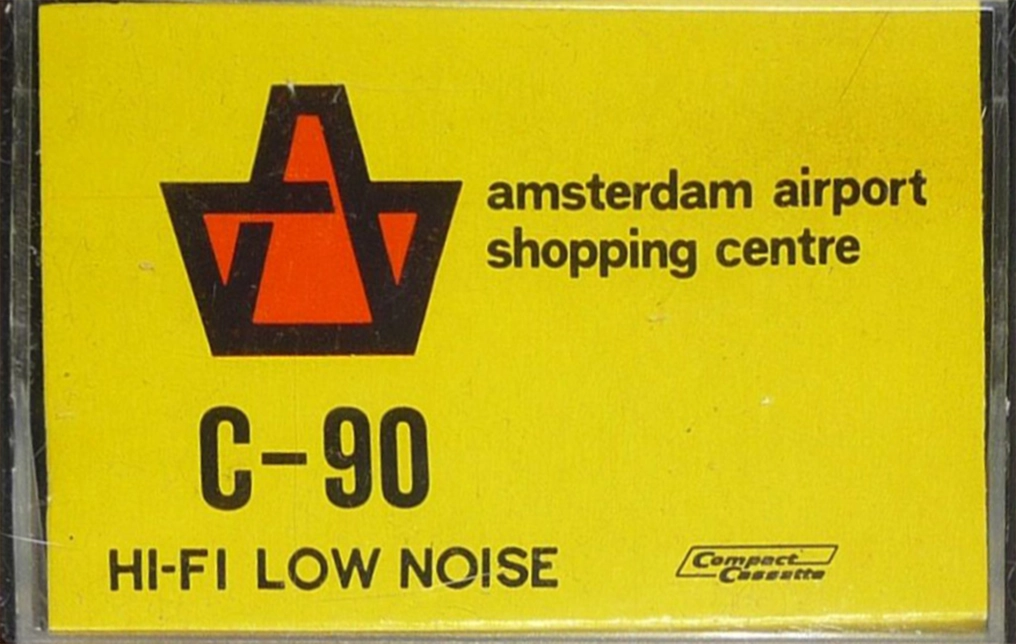 amsterdam airport
shopping centre
C-90
HI-FI LOW NOISE
Compact
Cassette